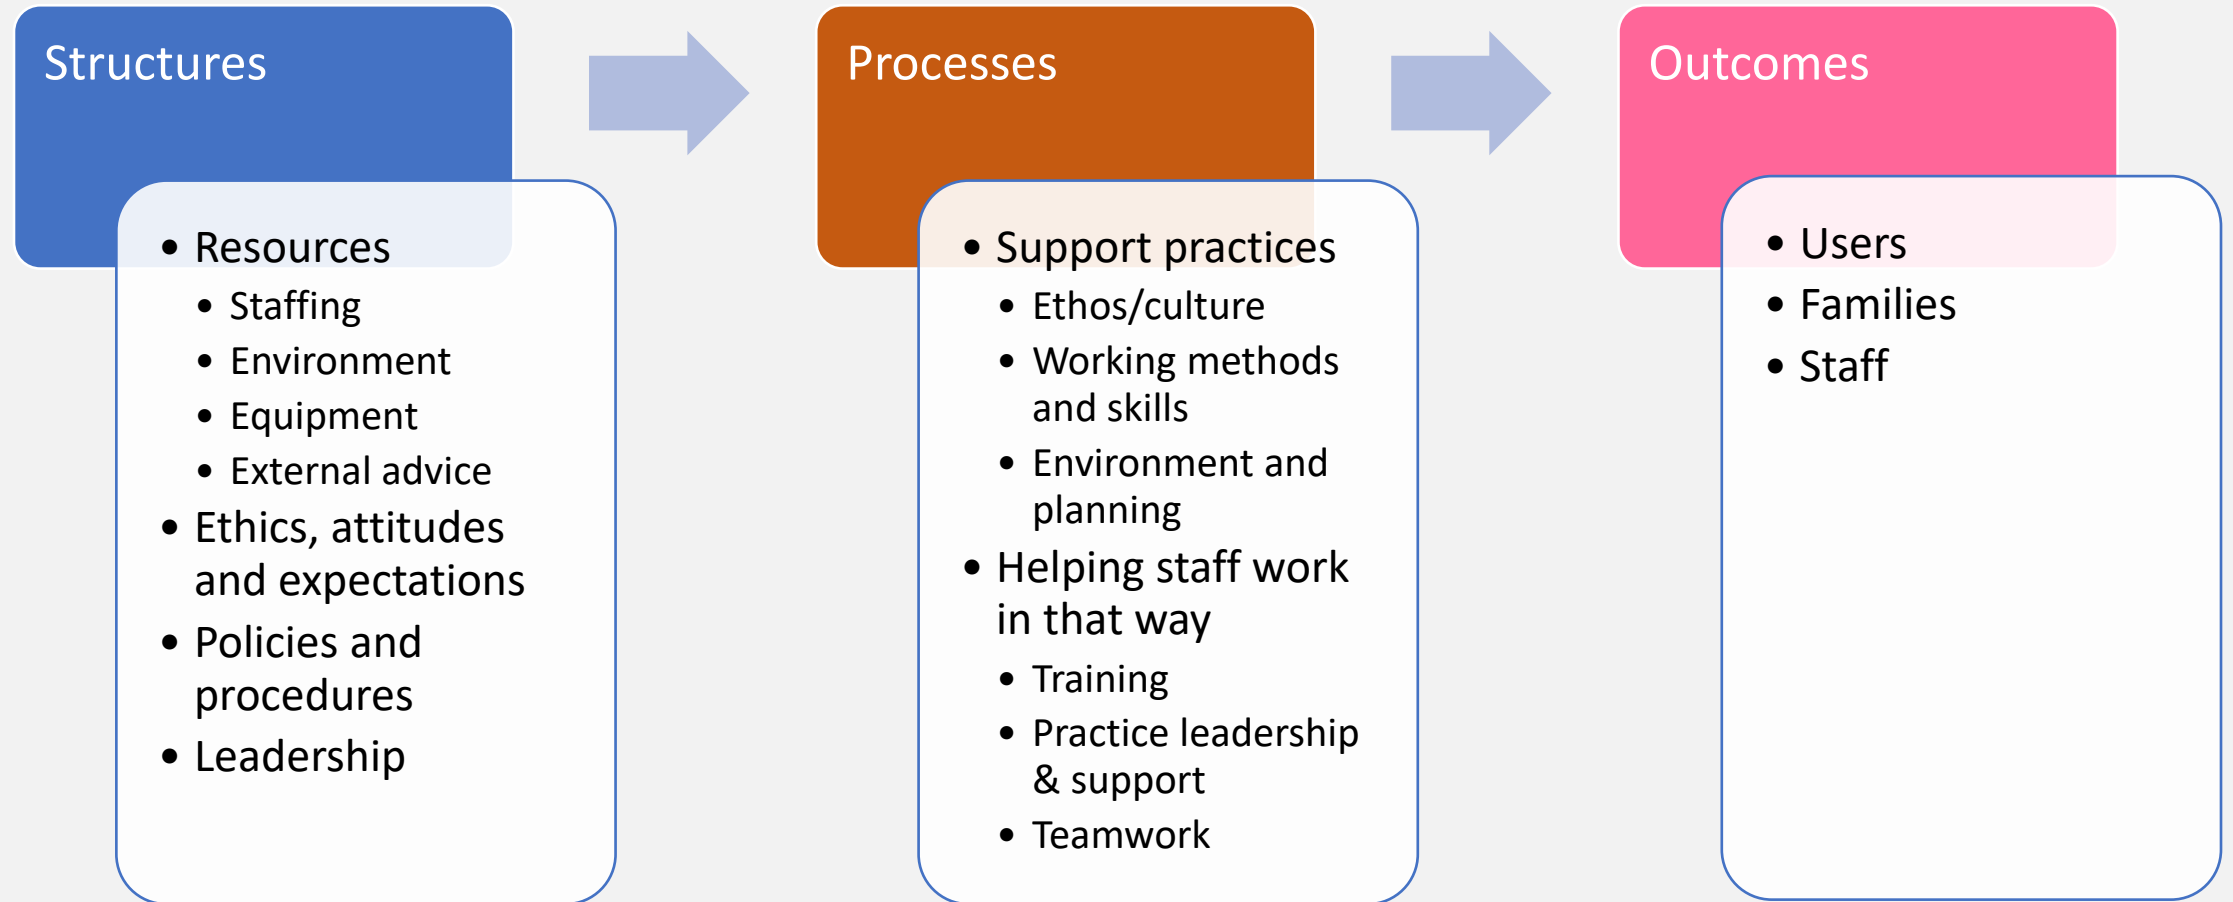 Structures
• Resources
• Staffing
• Environment
• Equipment
• External advice
• Ethics, attitudes
and expectations
• Policies and
procedures
• Leadership
Processes
• Support practices
• Ethos/culture
• Working methods
and skills
• Environment and
planning
• Helping staff work
in that way
• Training
• Practice leadership
& support
• Teamwork
Outcomes
• Users
• Families
• Staff